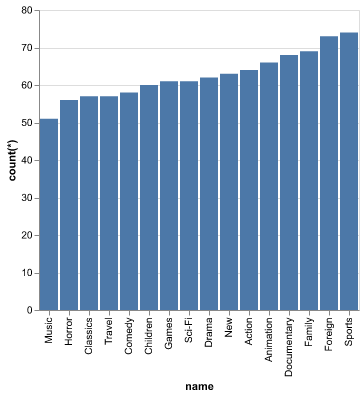 80
70
60
50
40
30
20
10
0
count(*)
Music
Horror
Classics
Travel
Comedy
Children
Games
Sci-Fi
Drama
New
Action
Animation
Documentary
Family
Foreign
Sports
name